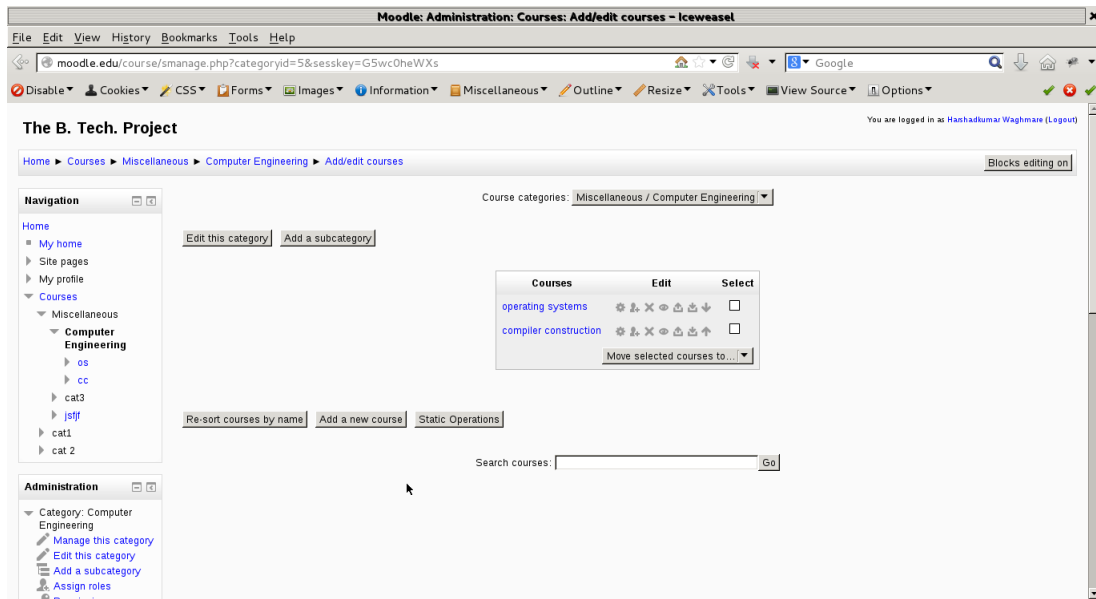 Moodle: Administration: Courses: Add/edit courses - Iceweasel
File Edit View History Bookmarks Tools Help
moodle.edu/course/smanage.php?categoryid=5&sesskey=G5wc0heWXs
Google
Disable Cookies CSS Forms Images Information Miscellaneous Outline Resize Tools View Source Options
The B. Tech. Project
You are logged in as Harshadkumar Waghmare (Logout)
Home ► Courses ► Miscellaneous ► Computer Engineering ► Add/edit courses
Blocks editing on
Navigation
Home
My home
Site pages
My profile
Courses
Miscellaneous
Computer
Engineering
os
cc
cat3
jsfjf
cat1
cat 2
Administration
Category: Computer
Engineering
Manage this category
Edit this category
Add a subcategory
Assign roles
Course categories: Miscellaneous / Computer Engineering
Edit this category Add a subcategory
Courses Edit Select
operating systems
compiler construction
Move selected courses to...
Re-sort courses by name Add a new course Static Operations
Search courses: Go